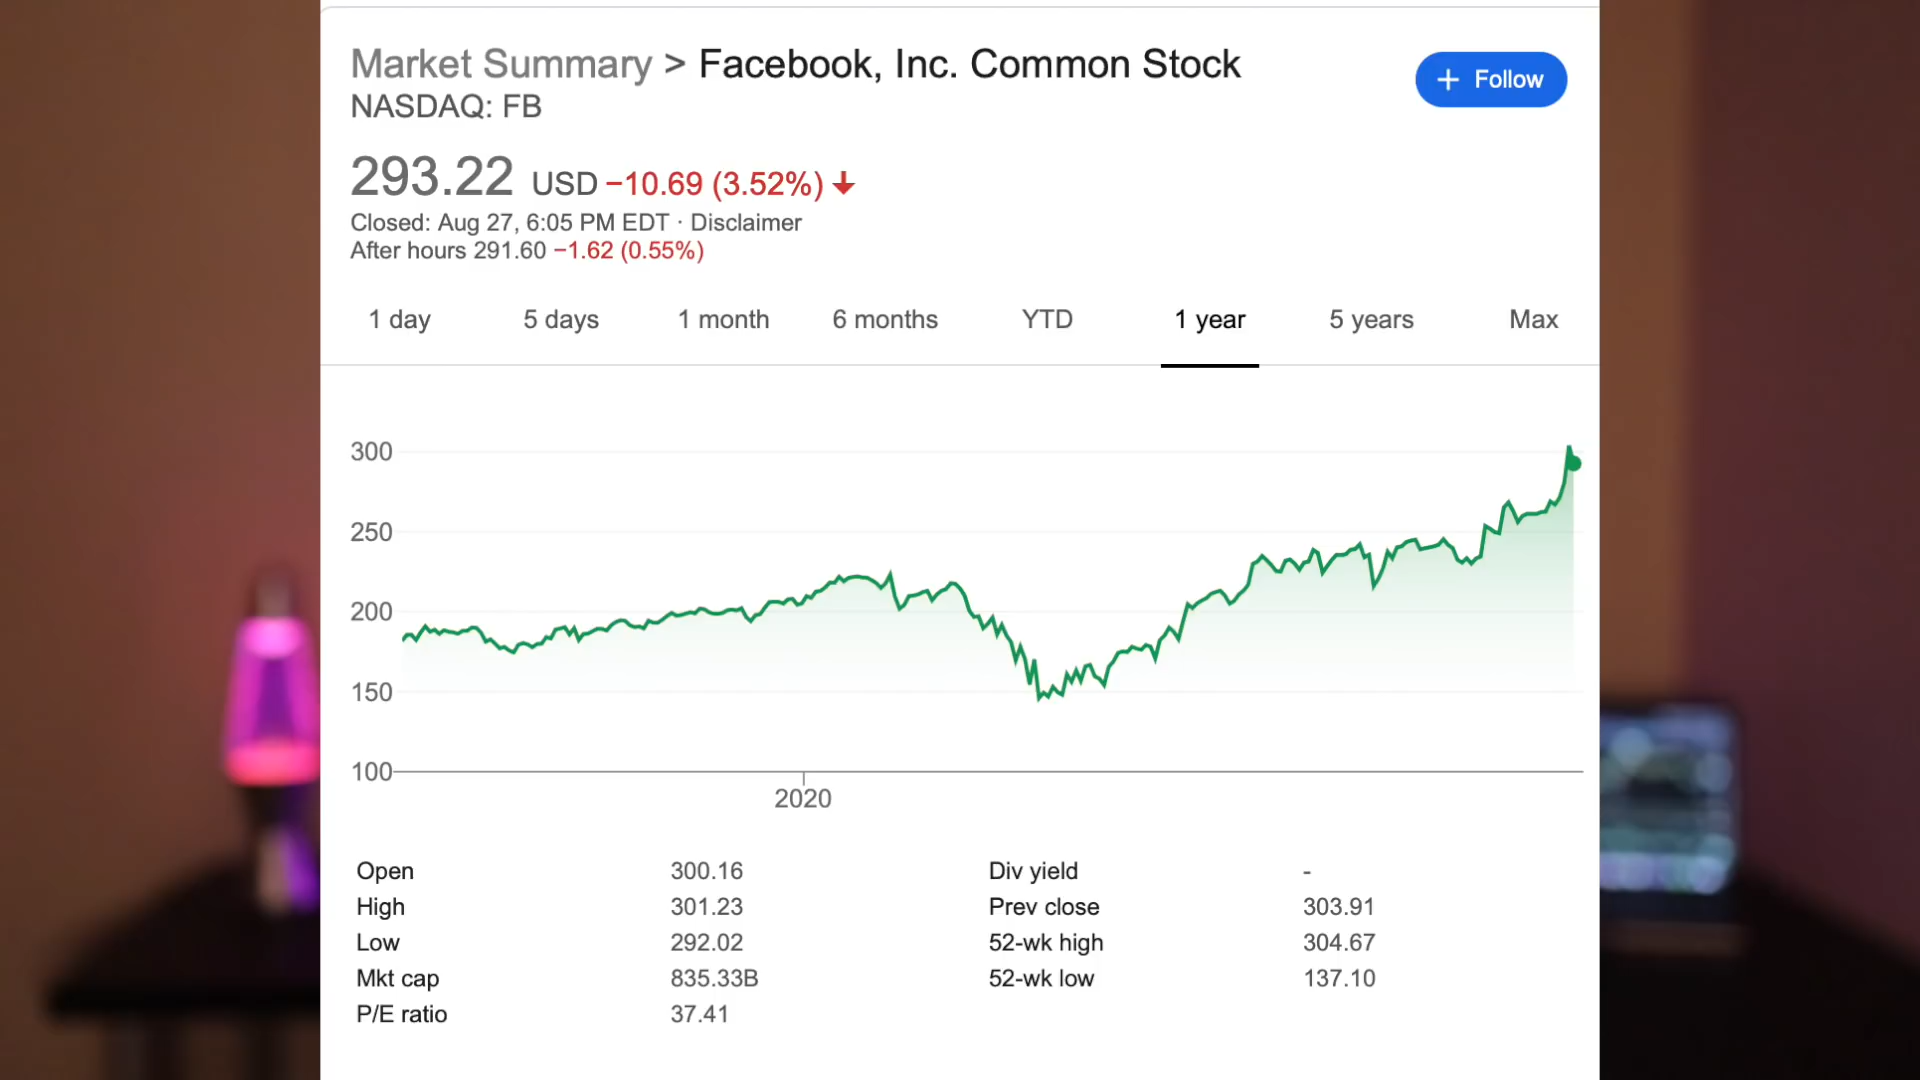 Market Summary > Facebook, Inc. Common Stock
NASDAQ: FB
+ Follow
293.22 USD −10.69 (3.52%)
Closed: Aug 27, 6:05 PM EDT · Disclaimer
After hours 291.60 −1.62 (0.55%)
1 day 5 days 1 month 6 months YTD 1 year 5 years Max
300
250
200
150
100
2020
Open 300.16 Div yield -
High 301.23 Prev close 303.91
Low 292.02 52-wk high 304.67
Mkt cap 835.33B 52-wk low 137.10
P/E ratio 37.41